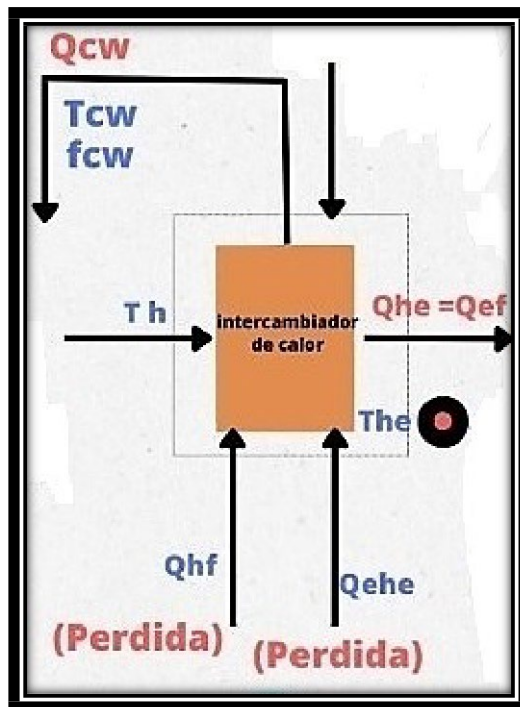 Qcw
Tcw
fcw
T h
intercambiador
de calor
Qhe =Qef
The
Qhf
Qehe
(Perdida)
(Perdida)